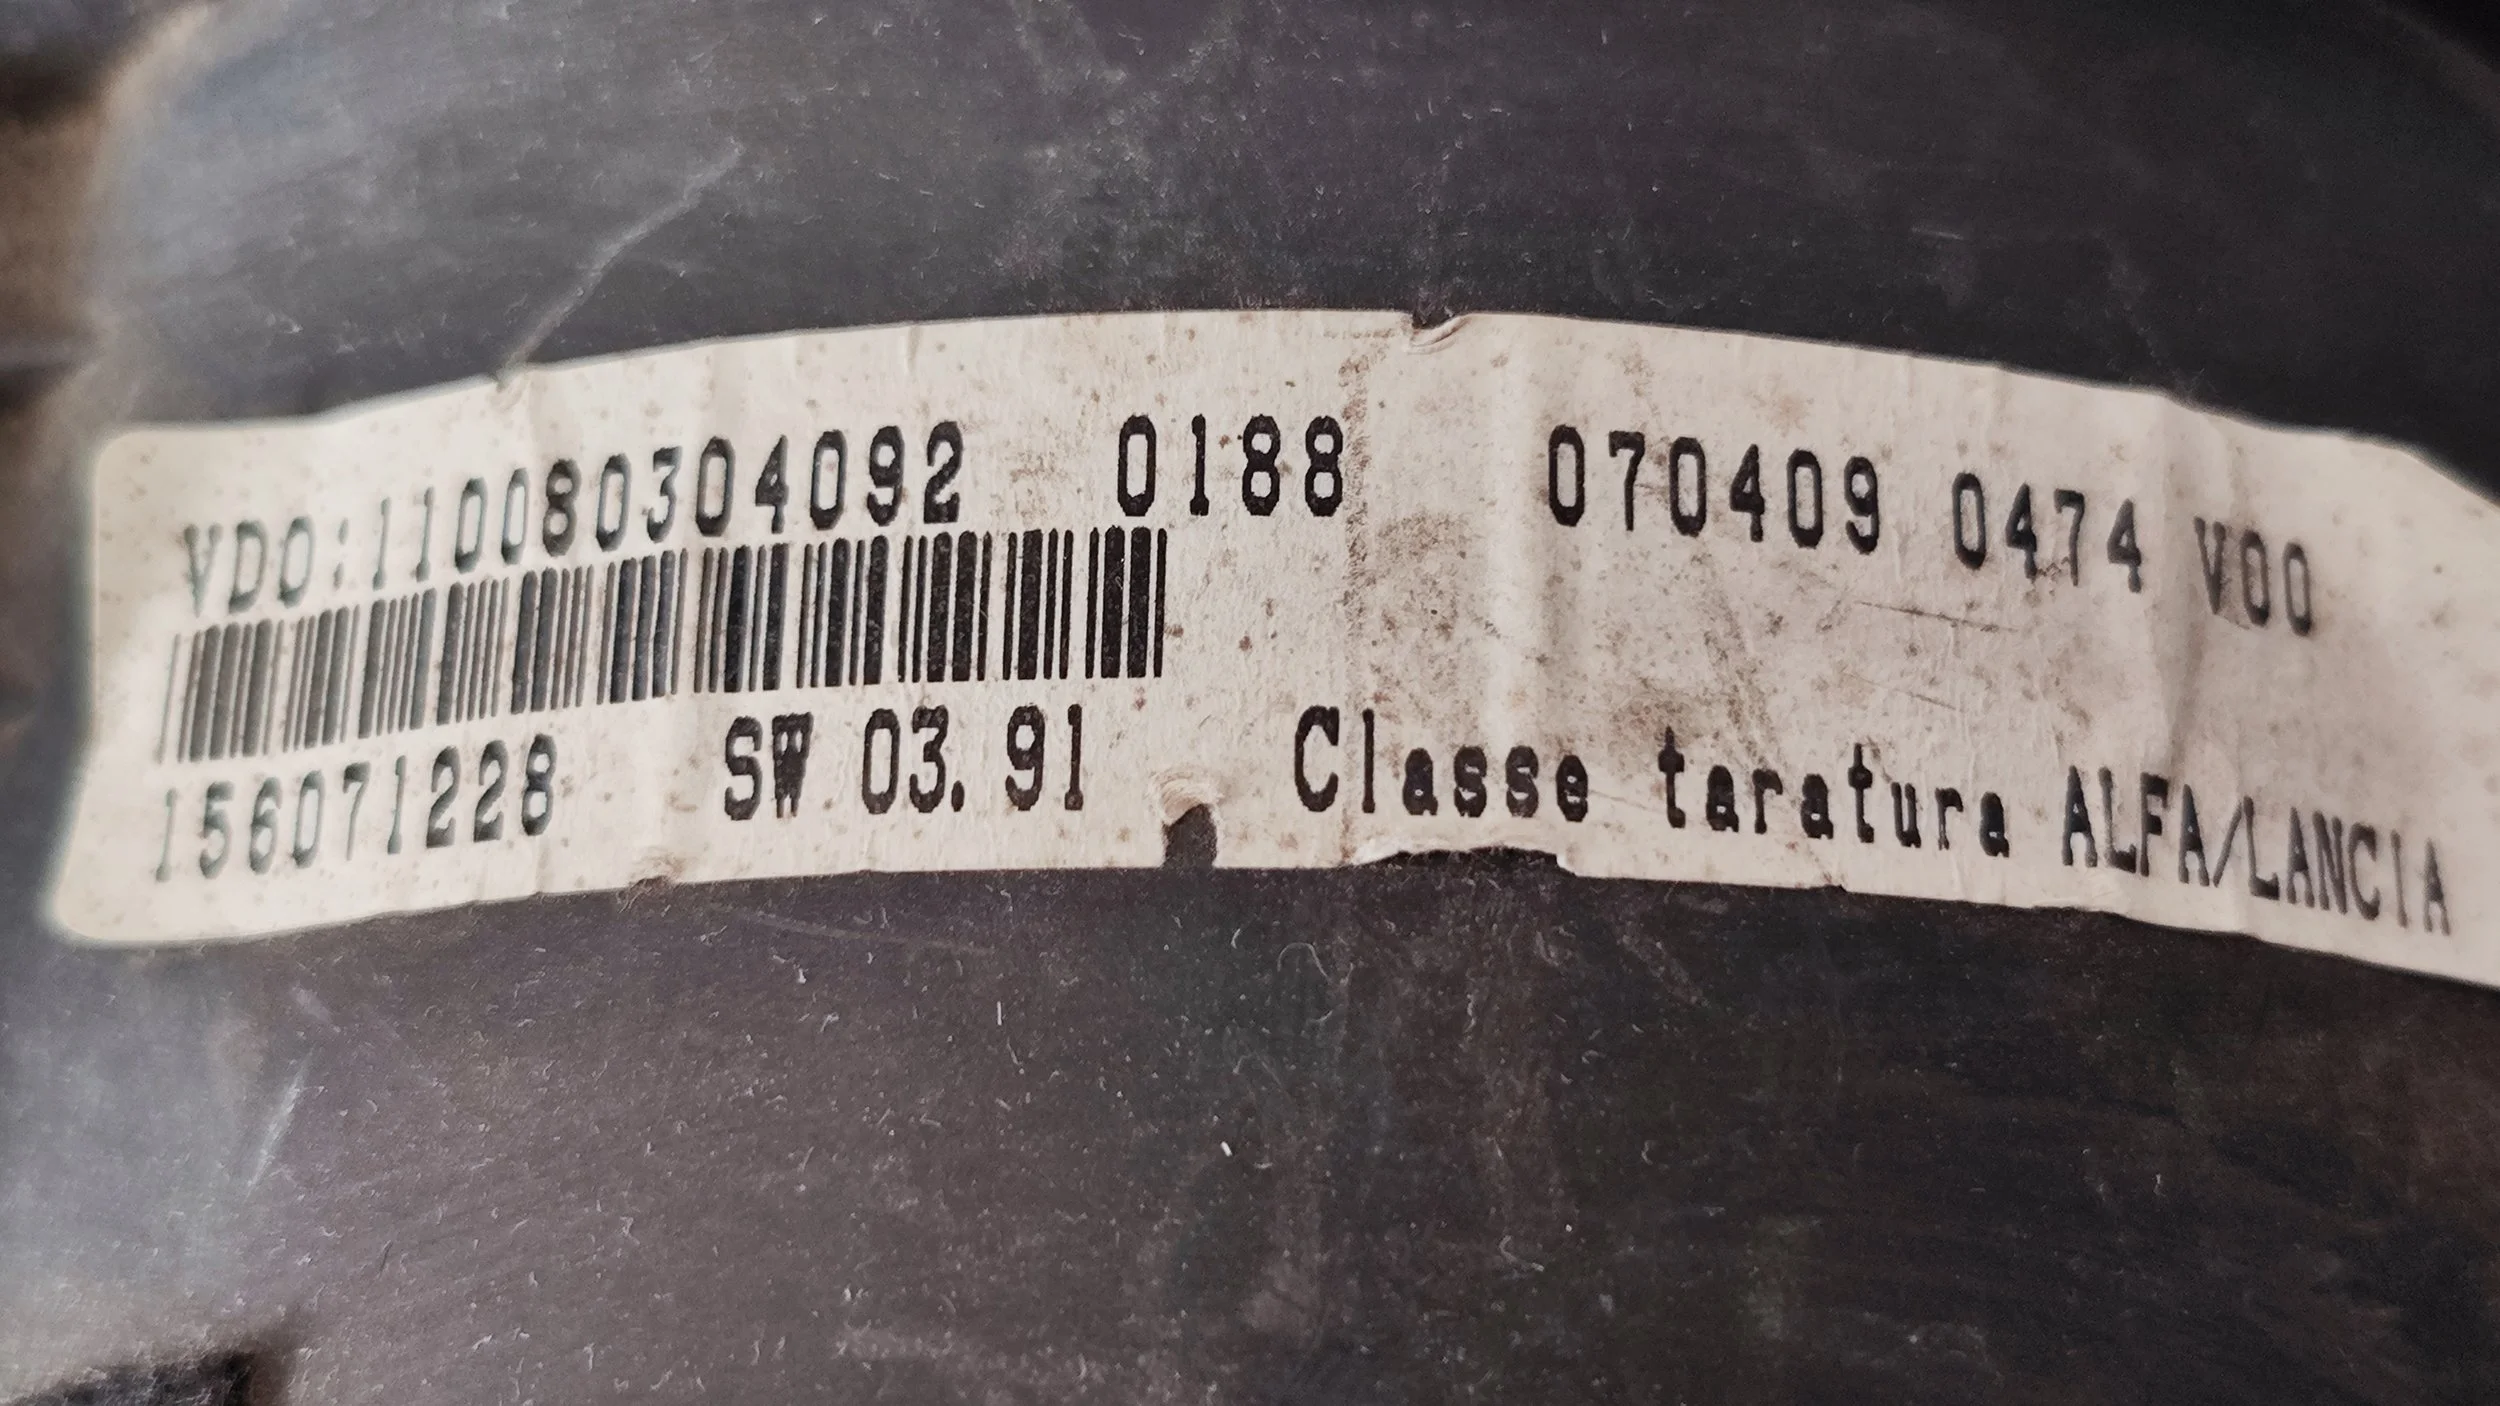 VDO:110080304092 0188 070409 0474 V00
156071228 SW 03.91 Classe taratura ALFA/LANCIA